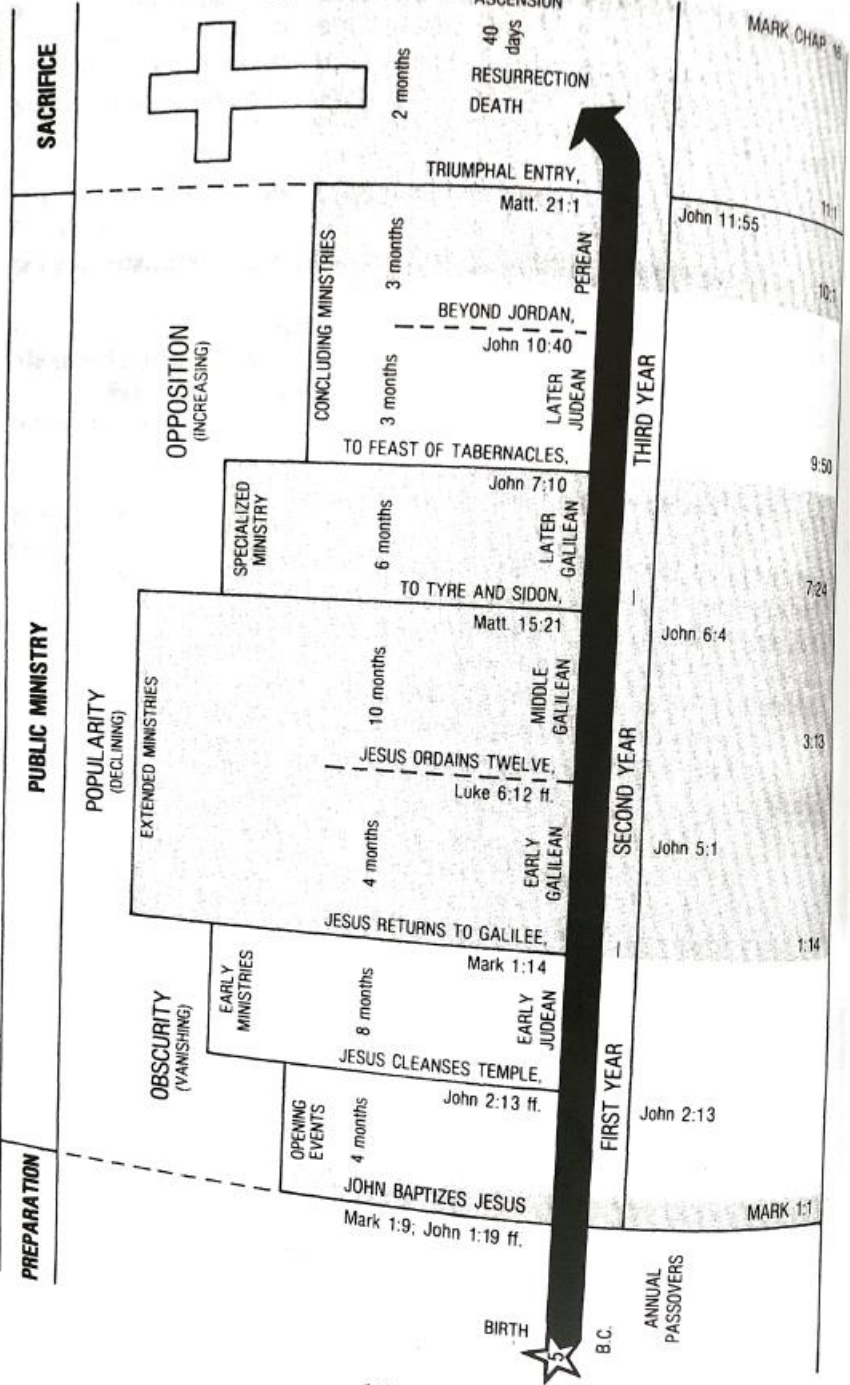 PREPARATION
PUBLIC MINISTRY
SACRIFICE
OBSCURITY
(VANISHING)
POPULARITY
(DECLINING)
OPPOSITION
(INCREASING)
OPENING
EVENTS
EARLY
MINISTRIES
EXTENDED MINISTRIES
SPECIALIZED
MINISTRY
CONCLUDING MINISTRIES
4 months
8 months
4 months
10 months
6 months
3 months
3 months
2 months
40
days
ASCENSION
RESURRECTION
DEATH
BIRTH
JOHN BAPTIZES JESUS
Mark 1:9; John 1:19 ff.
JESUS CLEANSES TEMPLE,
John 2:13 ff.
JESUS RETURNS TO GALILEE,
Mark 1:14
JESUS ORDAINS TWELVE,
Luke 6:12 ff.
TO TYRE AND SIDON,
Matt. 15:21
TO FEAST OF TABERNACLES,
John 7:10
BEYOND JORDAN,
John 10:40
TRIUMPHAL ENTRY,
Matt. 21:1
EARLY
JUDEAN
EARLY
GALILEAN
MIDDLE
GALILEAN
LATER
GALILEAN
LATER
JUDEAN
PEREAN
5
B.C.
FIRST YEAR
SECOND YEAR
THIRD YEAR
ANNUAL
PASSOVERS
John 2:13
John 5:1
John 6:4
John 11:55
MARK 1:1
1:14
3:13
7:24
9:50
10:1
11:1
MARK CHAP. 16